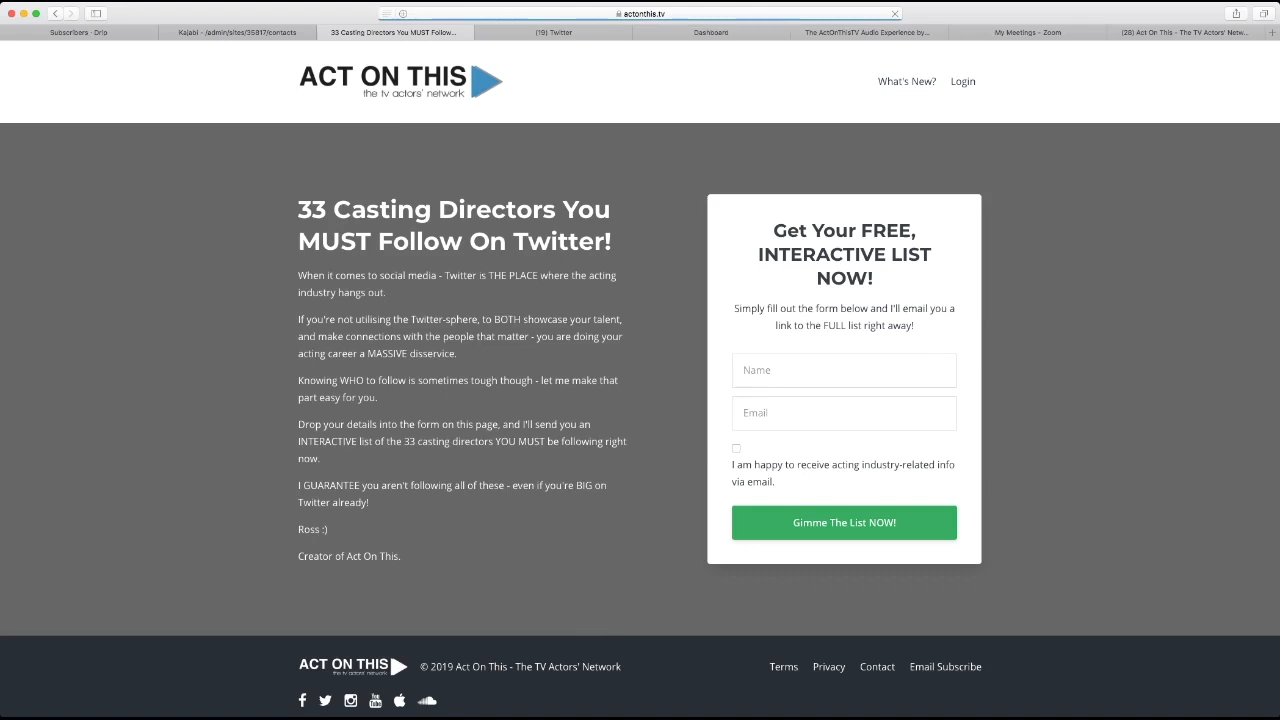 actonthis.tv
Subscribers · Drip
Kajabi - /admin/sites/35817/contacts
33 Casting Directors You MUST Follow...
(19) Twitter
Dashboard
The ActOnThisTV Audio Experience by...
My Meetings - Zoom
(28) Act On This - The TV Actors' Netw...
ACT ON THIS
the tv actors' network
What's New?
Login
33 Casting Directors You
MUST Follow On Twitter!
When it comes to social media - Twitter is THE PLACE where the acting
industry hangs out.
If you're not utilising the Twitter-sphere, to BOTH showcase your talent,
and make connections with the people that matter - you are doing your
acting career a MASSIVE disservice.
Knowing WHO to follow is sometimes tough though - let me make that
part easy for you.
Drop your details into the form on this page, and I'll send you an
INTERACTIVE list of the 33 casting directors YOU MUST be following right
now.
I GUARANTEE you aren't following all of these - even if you're BIG on
Twitter already!
Ross :)
Creator of Act On This.
Get Your FREE,
INTERACTIVE LIST
NOW!
Simply fill out the form below and I'll email you a
link to the FULL list right away!
Name
Email
I am happy to receive acting industry-related info
via email.
Gimme The List NOW!
ACT ON THIS
the tv actors' network
© 2019 Act On This - The TV Actors' Network
Terms
Privacy
Contact
Email Subscribe
You
Tube